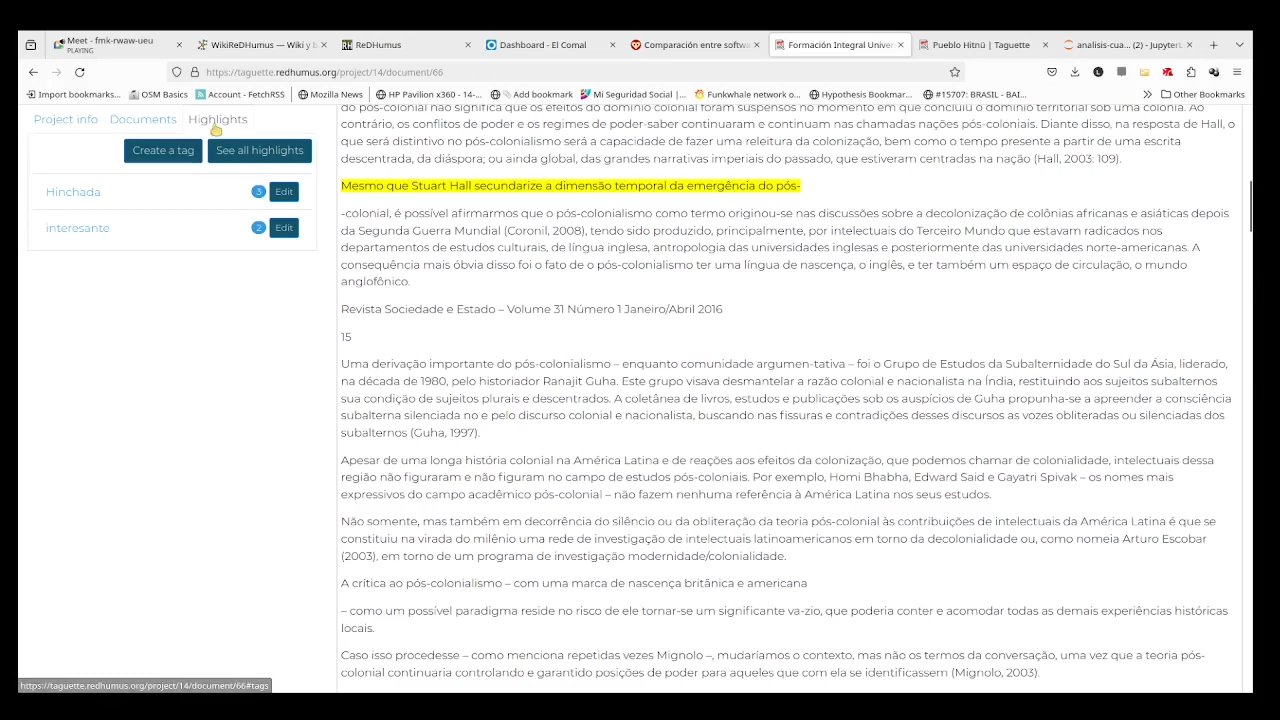 Meet - fmk-rwaw-ueu
PLAYING
WikiReDHumus — Wiki y b
ReDHumus
Dashboard - El Comal
Comparación entre softwa
Formación Integral Univer
Pueblo Hitnü | Taguette
analisis-cua... (2) - Jupyter
https://taguette.redhumus.org/project/14/document/66
Import bookmarks...
OSM Basics
Account - FetchRSS
Mozilla News
HP Pavilion x360 - 14-...
Add bookmark
Mi Seguridad Social |...
Funkwhale network o...
Hypothesis Bookmar...
#15707: BRASIL - BAI...
Other Bookmarks
Project info
Documents
Highlights
Create a tag
See all highlights
Hinchada
3
Edit
interesante
2
Edit
do pós-colonial não significa que os efeitos do domínio colonial foram suspensos no momento em que concluiu o domínio territorial sob uma colônia. Ao
contrário, os conflitos de poder e os regimes de poder-saber continuaram e continuam nas chamadas nações pós-coloniais. Diante disso, na resposta de Hall, o
que será distintivo no pós-colonialismo será a capacidade de fazer uma releitura da colonização, bem como o tempo presente a partir de uma escrita
descentrada, da diáspora; ou ainda global, das grandes narrativas imperiais do passado, que estiveram centradas na nação (Hall, 2003: 109).
Mesmo que Stuart Hall secundarize a dimensão temporal da emergência do pós-
-colonial, é possível afirmarmos que o pós-colonialismo como termo originou-se nas discussões sobre a decolonização de colônias africanas e asiáticas depois
da Segunda Guerra Mundial (Coronil, 2008), tendo sido produzido, principalmente, por intelectuais do Terceiro Mundo que estavam radicados nos
departamentos de estudos culturais, de língua inglesa, antropologia das universidades inglesas e posteriormente das universidades norte-americanas. A
consequência mais óbvia disso foi o fato de o pós-colonialismo ter uma língua de nascença, o inglês, e ter também um espaço de circulação, o mundo
anglofônico.
Revista Sociedade e Estado – Volume 31 Número 1 Janeiro/Abril 2016
15
Uma derivação importante do pós-colonialismo – enquanto comunidade argumen-tativa – foi o Grupo de Estudos da Subalternidade do Sul da Ásia, liderado,
na década de 1980, pelo historiador Ranajit Guha. Este grupo visava desmantelar a razão colonial e nacionalista na Índia, restituindo aos sujeitos subalternos
sua condição de sujeitos plurais e descentrados. A coletânea de livros, estudos e publicações sob os auspícios de Guha propunha-se a apreender a consciência
subalterna silenciada no e pelo discurso colonial e nacionalista, buscando nas fissuras e contradições desses discursos as vozes obliteradas ou silenciadas dos
subalternos (Guha, 1997).
Apesar de uma longa história colonial na América Latina e de reações aos efeitos da colonização, que podemos chamar de colonialidade, intelectuais dessa
região não figuraram e não figuram no campo de estudos pós-coloniais. Por exemplo, Homi Bhabha, Edward Said e Gayatri Spivak – os nomes mais
expressivos do campo acadêmico pós-colonial – não fazem nenhuma referência à América Latina nos seus estudos.
Não somente, mas também em decorrência do silêncio ou da obliteração da teoria pós-colonial às contribuições de intelectuais da América Latina é que se
constituiu na virada do milênio uma rede de investigação de intelectuais latinoamericanos em torno da decolonialidade ou, como nomeia Arturo Escobar
(2003), em torno de um programa de investigação modernidade/colonialidade.
A crítica ao pós-colonialismo – com uma marca de nascença britânica e americana
– como um possível paradigma reside no risco de ele tornar-se um significante va-zio, que poderia conter e acomodar todas as demais experiências históricas
locais.
Caso isso procedesse – como menciona repetidas vezes Mignolo –, mudaríamos o contexto, mas não os termos da conversação, uma vez que a teoria pós-
colonial continuaria controlando e garantido posições de poder para aqueles que com ela se identificassem (Mignolo, 2003).
https://taguette.redhumus.org/project/14/document/66#tags